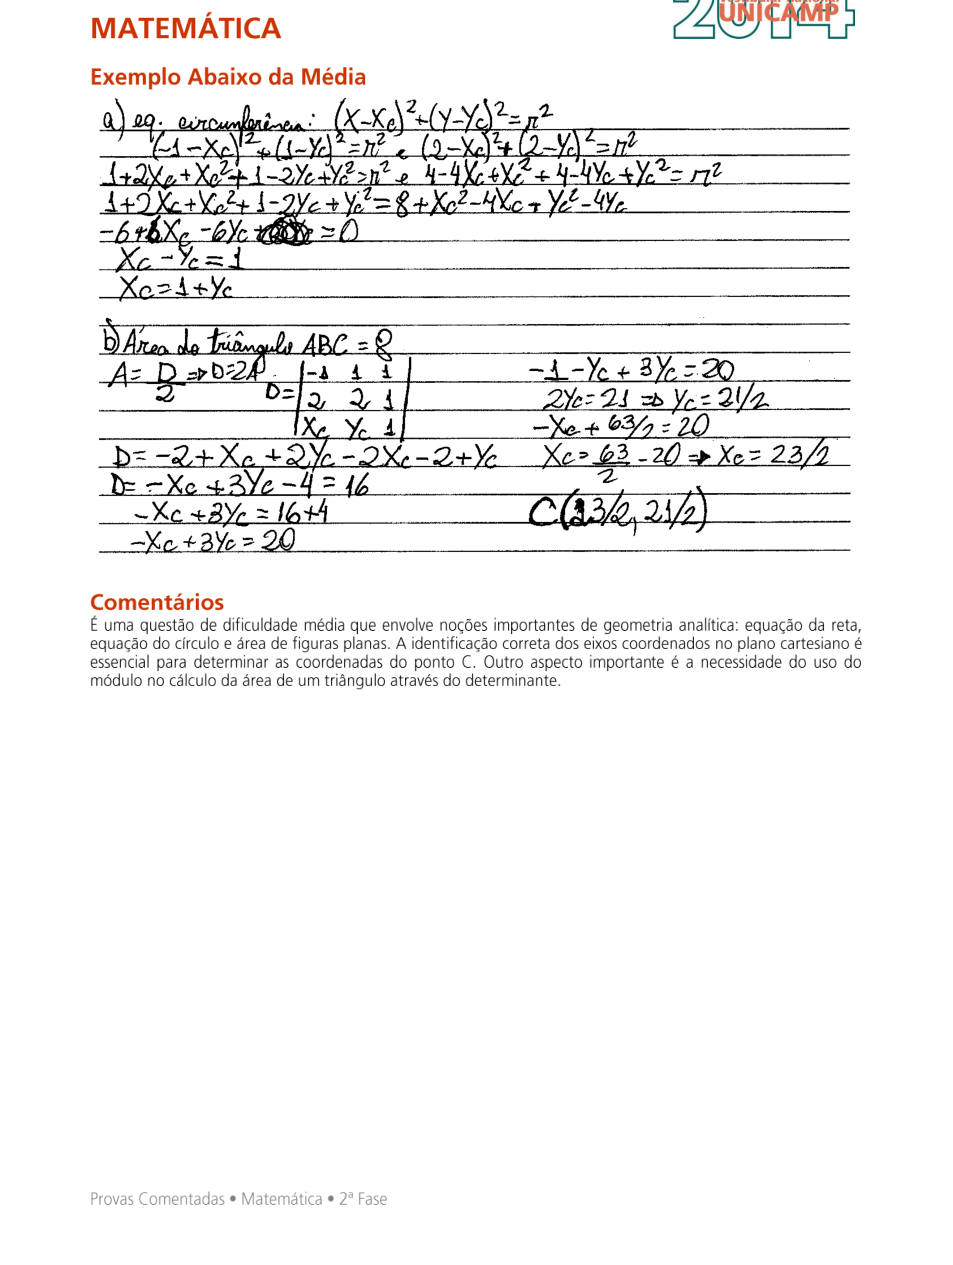 MATEMÁTICA
2014
UNICAMP
Exemplo Abaixo da Média
a) eq. circunferência: (X-Xc)²+(Y-Yc)²=r²
(-1-Xc)²+(1-Yc)²=r² e (2-Xc)²+(2-Yc)²=r²
1+2Xc+Xc²+1-2Yc+Yc²=r² e 4-4Xc+Xc²+4-4Yc+Yc²=r²
1+2Xc+Xc²+1-2Yc+Yc²=8+Xc²-4Xc+Yc²-4Yc
-6+6Xc-6Yc =0
Xc-Yc=1
Xc=1+Yc
b) Área do triângulo ABC = 8
A= D/2 ⇒ D=2A. D= |-1 1 1|
|2 2 1|
|Xc Yc 1|
D=-2+Xc+2Yc-2Xc-2+Yc
D=-Xc+3Yc-4=16
-Xc+3Yc=16+4
-Xc+3Yc=20
-1-Yc+3Yc=20
2Yc=21 ⇒ Yc=21/2
-Xc+63/2=20
Xc=63/2-20 ⇒ Xc=23/2
C(23/2, 21/2)
Comentários
É uma questão de dificuldade média que envolve noções importantes de geometria analítica: equação da reta,
equação do círculo e área de figuras planas. A identificação correta dos eixos coordenados no plano cartesiano é
essencial para determinar as coordenadas do ponto C. Outro aspecto importante é a necessidade do uso do
módulo no cálculo da área de um triângulo através do determinante.
Provas Comentadas • Matemática • 2ª Fase